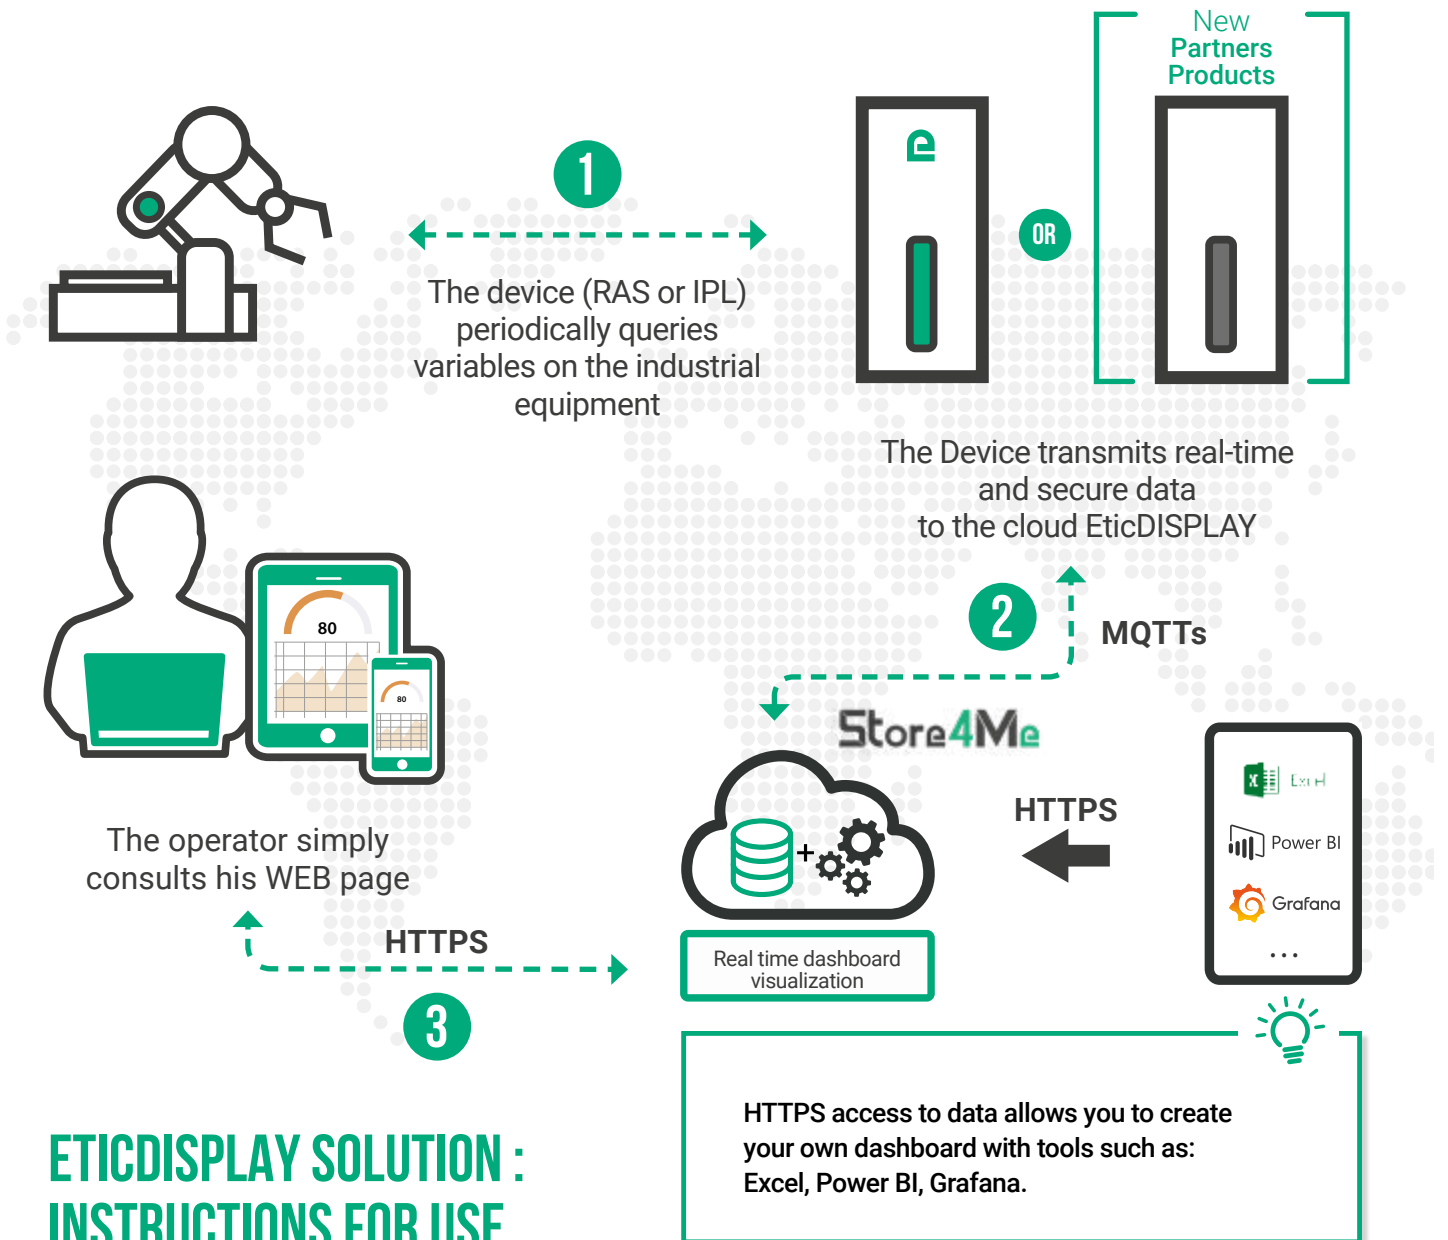 New
Partners
Products
1
OR
The device (RAS or IPL)
periodically queries
variables on the industrial
equipment
The Device transmits real-time
and secure data
to the cloud EticDISPLAY
2
MQTTs
80
80
Store4Me
The operator simply
consults his WEB page
HTTPS
3
+
Real time dashboard
visualization
HTTPS
Excel
Power BI
Grafana
...
HTTPS access to data allows you to create
your own dashboard with tools such as:
Excel, Power BI, Grafana.
ETICDISPLAY SOLUTION :
INSTRUCTIONS FOR USE